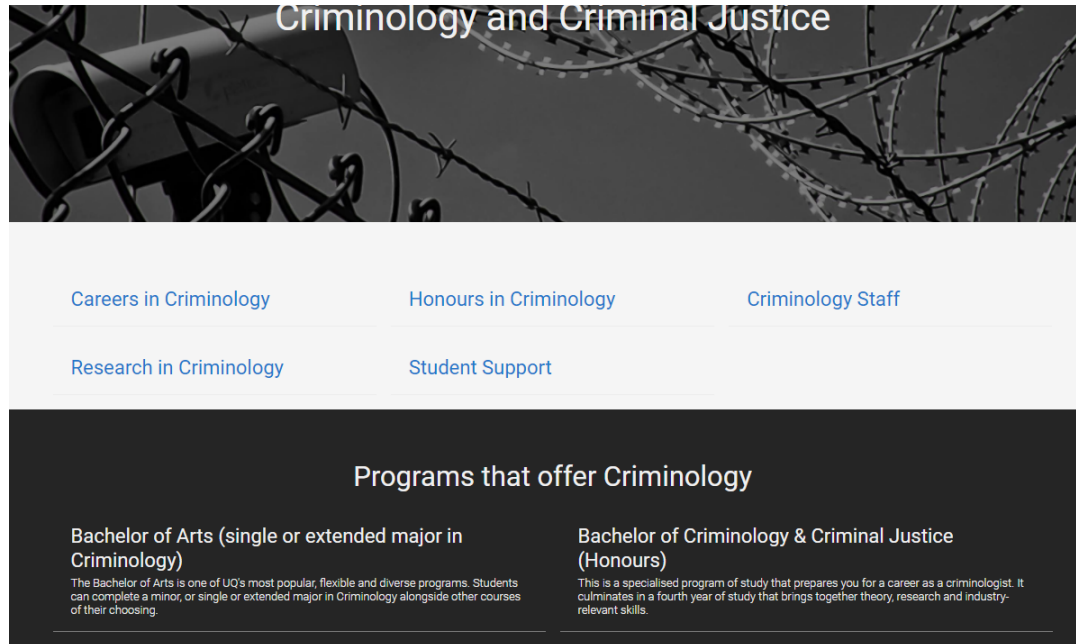 Criminology and Criminal Justice
Careers in Criminology
Honours in Criminology
Criminology Staff
Research in Criminology
Student Support
Programs that offer Criminology
Bachelor of Arts (single or extended major in
Criminology)
The Bachelor of Arts is one of UQ's most popular, flexible and diverse programs. Students
can complete a minor, or single or extended major in Criminology alongside other courses
of their choosing.
Bachelor of Criminology & Criminal Justice
(Honours)
This is a specialised program of study that prepares you for a career as a criminologist. It
culminates in a fourth year of study that brings together theory, research and industry-
relevant skills.